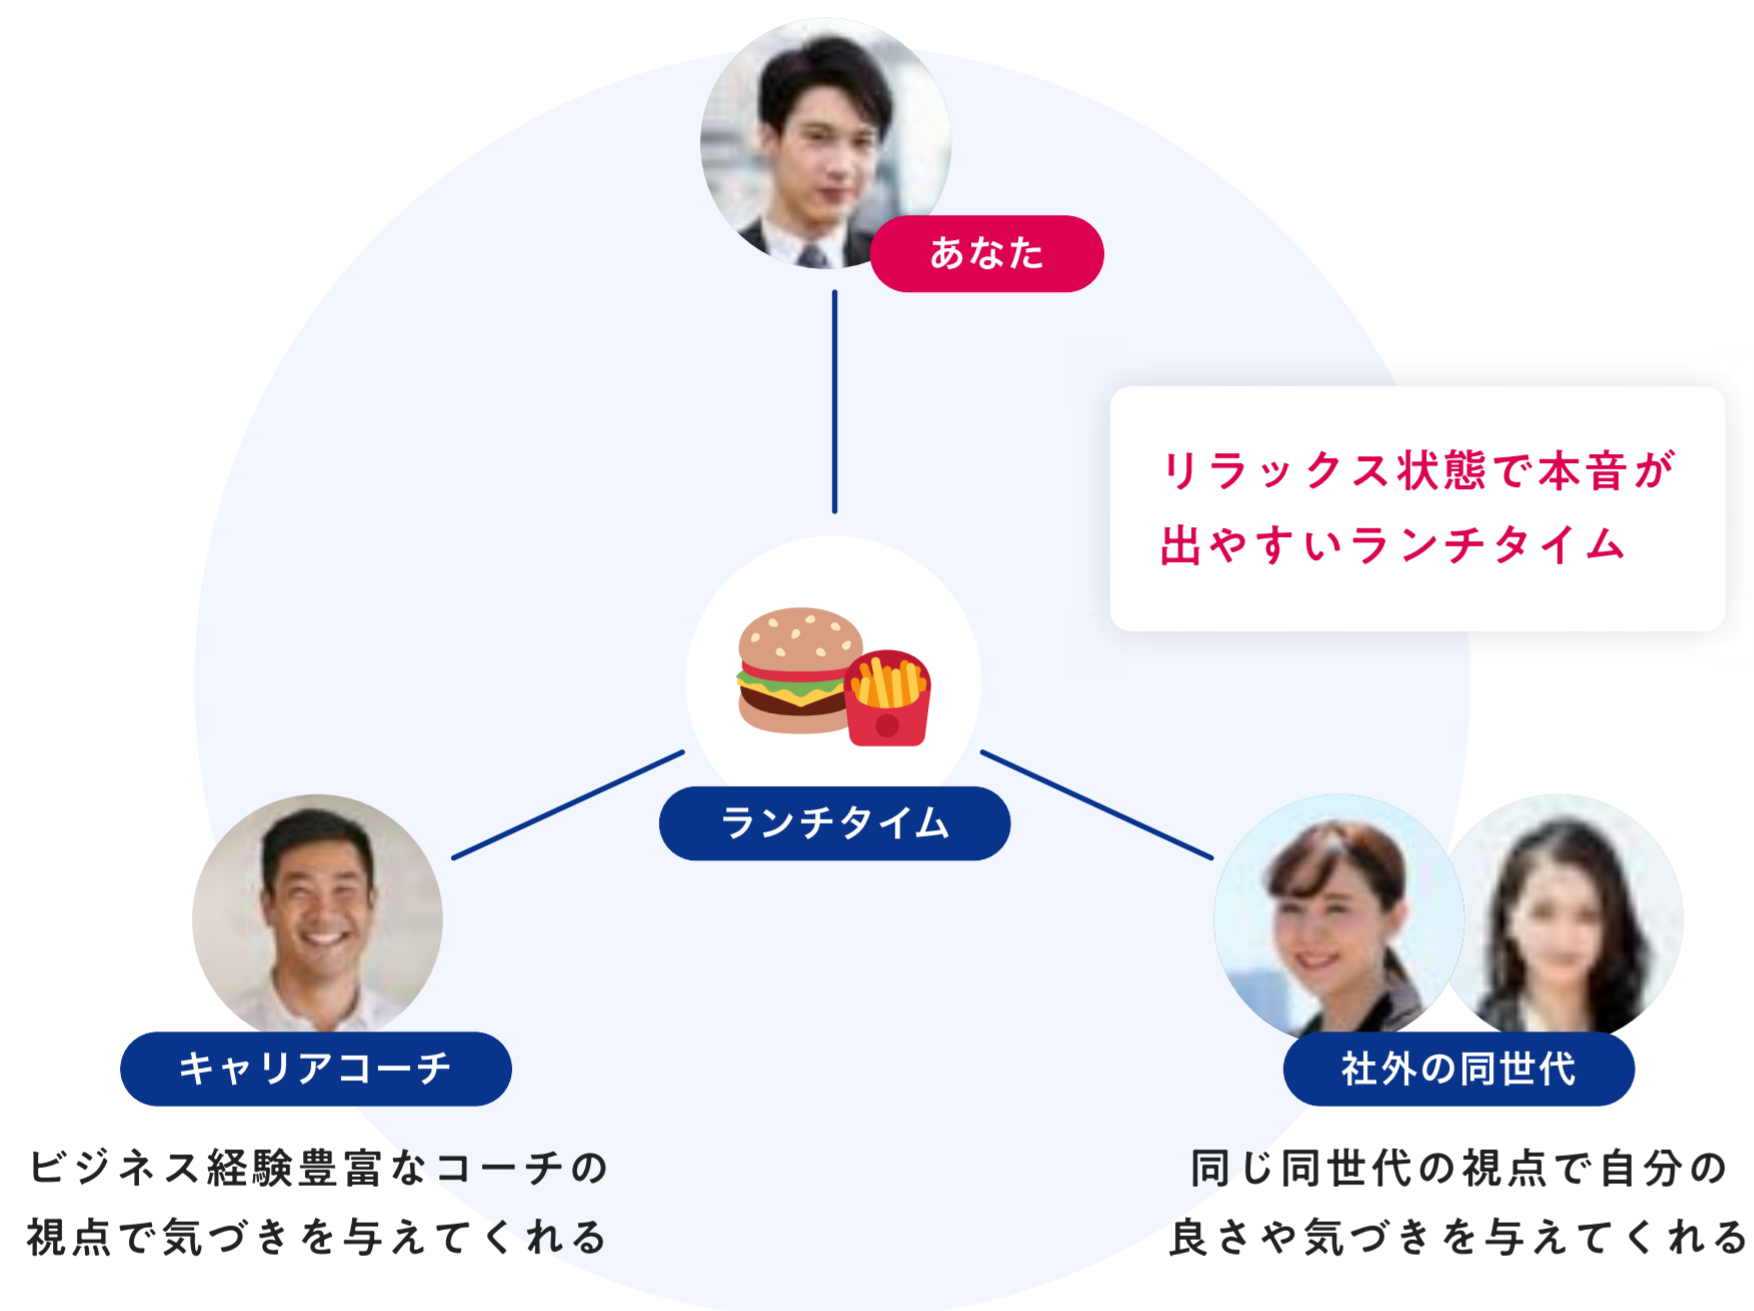 あなた
リラックス状態で本音が
出やすいランチタイム
ランチタイム
キャリアコーチ
ビジネス経験豊富なコーチの
視点で気づきを与えてくれる
社外の同世代
同じ同世代の視点で自分の
良さや気づきを与えてくれる